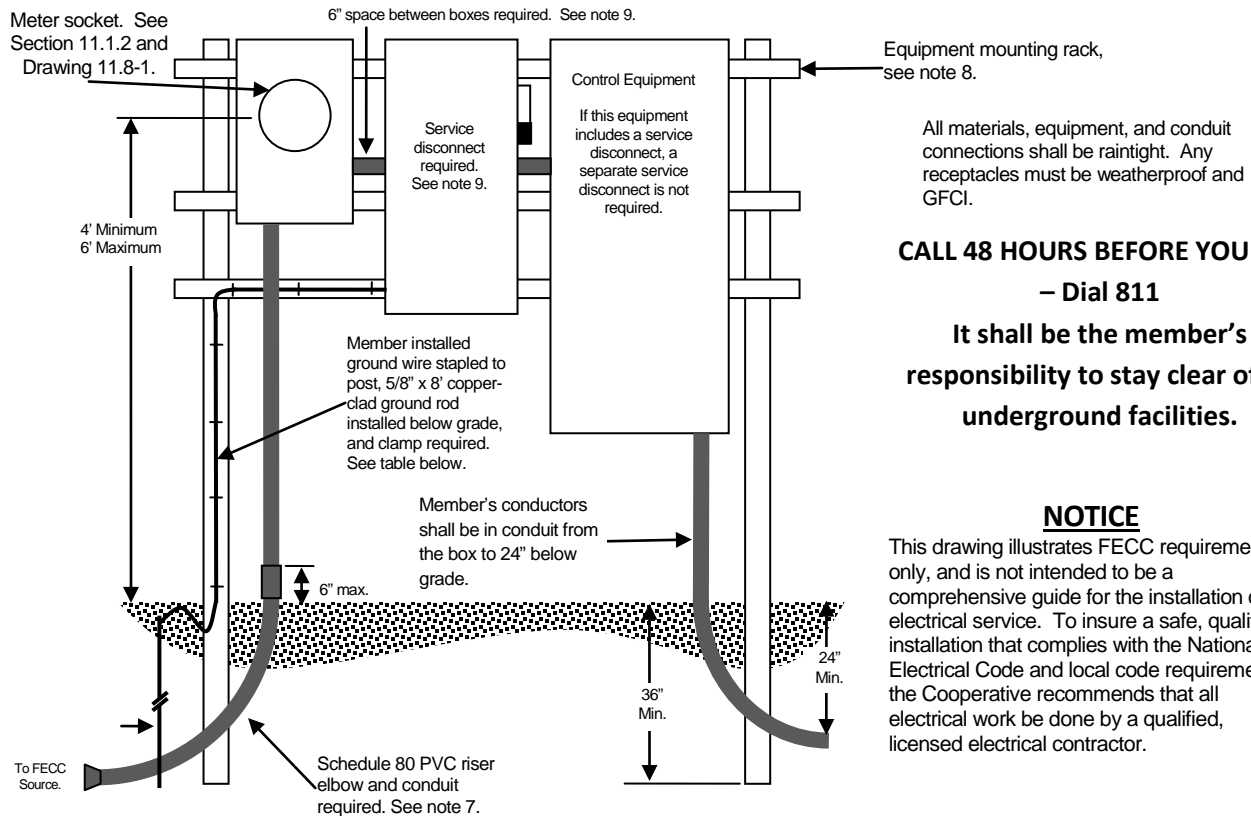 6” space between boxes required. See note 9.
Meter socket. See
Section 11.1.2 and
Drawing 11.8-1.
Equipment mounting rack,
see note 8.
Control Equipment
If this equipment
includes a service
disconnect, a
separate service
disconnect is not
required.
Service
disconnect
required.
See note 9.
All materials, equipment, and conduit
connections shall be raintight. Any
receptacles must be weatherproof and
GFCI.
4’ Minimum
6’ Maximum
CALL 48 HOURS BEFORE YOU
– Dial 811
It shall be the member’s
responsibility to stay clear of
underground facilities.
Member installed
ground wire stapled to
post, 5/8” x 8’ copper-
clad ground rod
installed below grade,
and clamp required.
See table below.
Member’s conductors
shall be in conduit from
the box to 24” below
grade.
6” max.
NOTICE
This drawing illustrates FECC
only, and is not intended to be a
comprehensive guide for the installation
electrical service. To insure a safe,
installation that complies with the
Electrical Code and local code
the Cooperative recommends that all
electrical work be done by a qualified,
licensed electrical contractor.
24”
Min.
36”
Min.
To FECC
Source.
Schedule 80 PVC riser
elbow and conduit
required. See note 7.